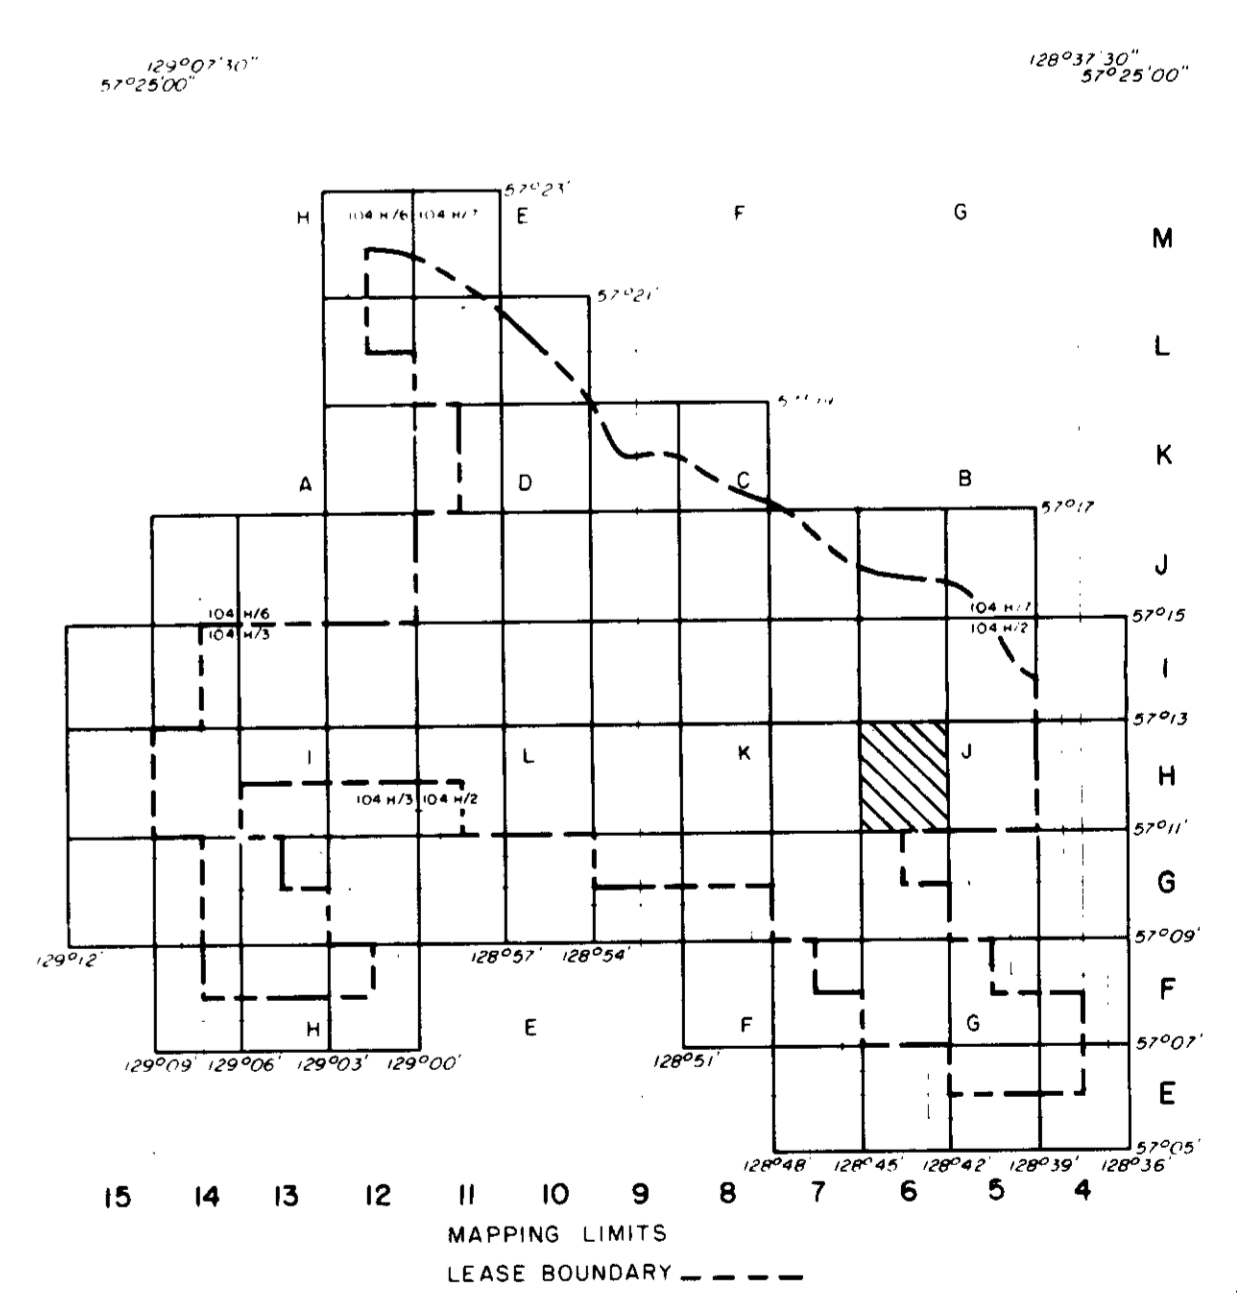 129°07'30"
128°37'30"
57°25'00"
57°25'00"
57°23'
H
104 H/6
104 H/7
E
F
G
M
57°21'
L
K
A
D
C
B
57°17'
J
104 H/6
104 H/3
104 H/7
104 H/2
57°15'
I
57°13'
I
L
K
J
H
104 H/3
104 H/2
57°11'
G
57°09'
129°12'
128°57'
128°54'
F
H
E
F
G
57°07'
129°09'
129°06'
129°03'
129°00'
128°51'
E
57°05'
128°48'
128°45'
128°42'
128°39'
128°36'
15 14 13 12 11 10 9 8 7 6 5 4
MAPPING LIMITS
LEASE BOUNDARY